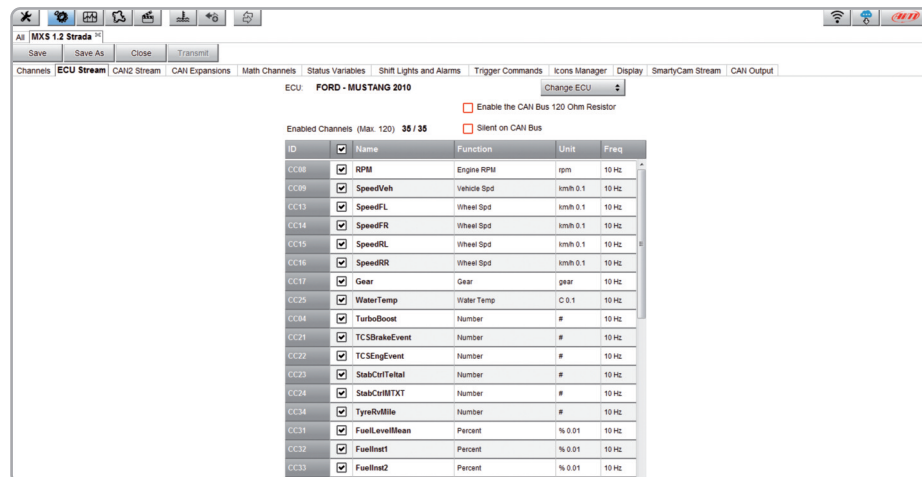 AiM
All MXS 1.2 Strada
Save Save As Close Transmit
Channels ECU Stream CAN2 Stream CAN Expansions Math Channels Status Variables Shift Lights and Alarms Trigger Commands Icons Manager Display SmartyCam Stream CAN Output
ECU: FORD - MUSTANG 2010 Change ECU
Enable the CAN Bus 120 Ohm Resistor
Enabled Channels (Max. 120) 35 / 35 Silent on CAN Bus
ID Name Function Unit Freq
CC08 RPM Engine RPM rpm 10 Hz
CC09 SpeedVeh Vehicle Spd km/h 0.1 10 Hz
CC13 SpeedFL Wheel Spd km/h 0.1 10 Hz
CC14 SpeedFR Wheel Spd km/h 0.1 10 Hz
CC15 SpeedRL Wheel Spd km/h 0.1 10 Hz
CC16 SpeedRR Wheel Spd km/h 0.1 10 Hz
CC17 Gear Gear gear 10 Hz
CC25 WaterTemp Water Temp C 0.1 10 Hz
CC04 TurboBoost Number # 10 Hz
CC21 TCSBrakeEvent Number # 10 Hz
CC22 TCSEngEvent Number # 10 Hz
CC23 StabCtrlTeltal Number # 10 Hz
CC24 StabCtrlMTXT Number # 10 Hz
CC34 TyreRvMile Number # 10 Hz
CC31 FuelLevelMean Percent % 0.01 10 Hz
CC32 FuelInst1 Percent % 0.01 10 Hz
CC33 FuelInst2 Percent % 0.01 10 Hz